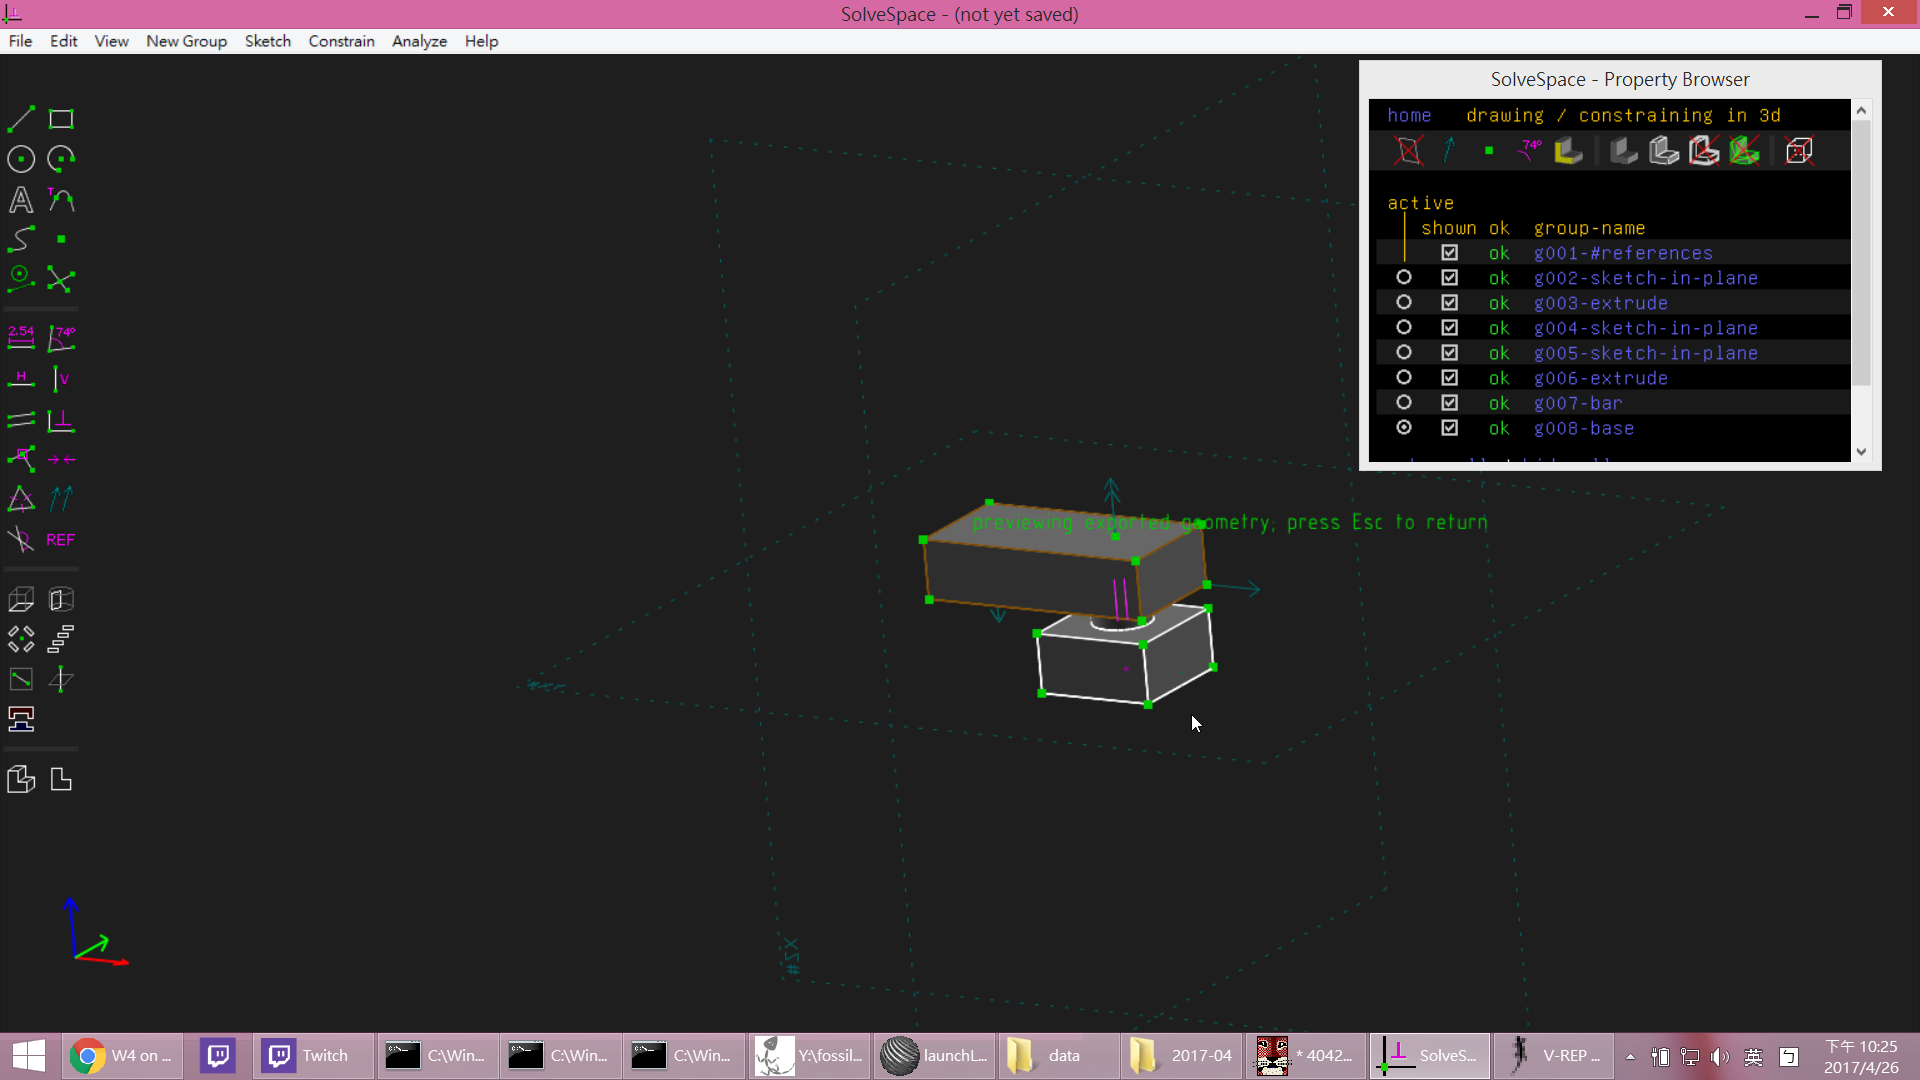 SolveSpace - (not yet saved)
File Edit View New Group Sketch Constrain Analyze Help
SolveSpace - Property Browser
home drawing / constraining in 3d
74°
active
shown ok group-name
ok g001-#references
ok g002-sketch-in-plane
ok g003-extrude
ok g004-sketch-in-plane
ok g005-sketch-in-plane
ok g006-extrude
ok g007-bar
ok g008-base
A T
2.54 74°
H V
REF
previewing exported geometry; press Esc to return
#XZ
W4 on ...
Twitch
C:\Win...
C:\Win...
C:\Win...
Y:\fossil...
launchL...
data
2017-04
* 4042...
SolveS...
V-REP ...
英
ㄅ
下午 10:25
2017/4/26